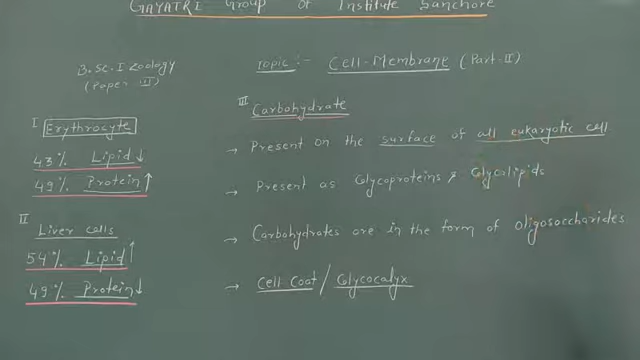 GAYATRI Group of Institute Sanchore
B.Sc. I Zoology
(Paper III)
Topic :- Cell-Membrane (Part-II)
I Erythrocyte
43% Lipid ↓
49% Protein ↑
II Liver cells
54% Lipid ↑
49% Protein ↓
III Carbohydrate
→ Present on the surface of all eukaryotic cell
→ Present as Glycoproteins & Glycolipids
→ Carbohydrates are in the form of oligosaccharides
→ Cell Coat / Glycocalyx